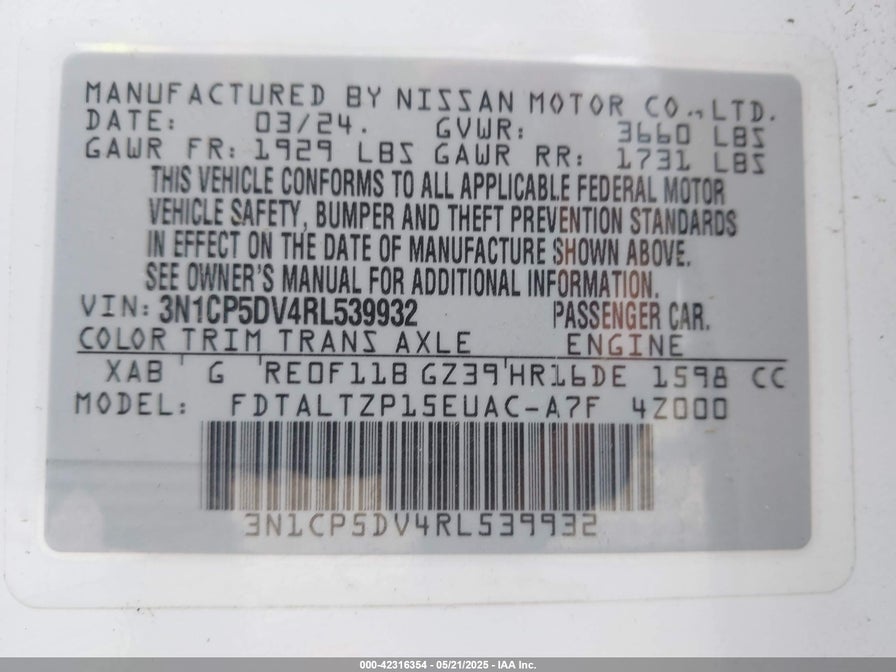 MANUFACTURED BY NISSAN MOTOR CO.,LTD.
DATE: 03/24. GVWR: 3660 LBS
GAWR FR: 1929 LBS GAWR RR: 1731 LBS
THIS VEHICLE CONFORMS TO ALL APPLICABLE FEDERAL MOTOR
VEHICLE SAFETY, BUMPER AND THEFT PREVENTION STANDARDS
IN EFFECT ON THE DATE OF MANUFACTURE SHOWN ABOVE.
SEE OWNER'S MANUAL FOR ADDITIONAL INFORMATION.
VIN: 3N1CP5DV4RL539932 PASSENGER CAR.
COLOR TRIM TRANS AXLE ENGINE
XAB G RE0F11B GZ39 HR16DE 1598 CC
MODEL: FDTALTZP15EUAC-A7F 4Z000
3N1CP5DV4RL539932
000-42316354 - 05/21/2025 - IAA Inc.